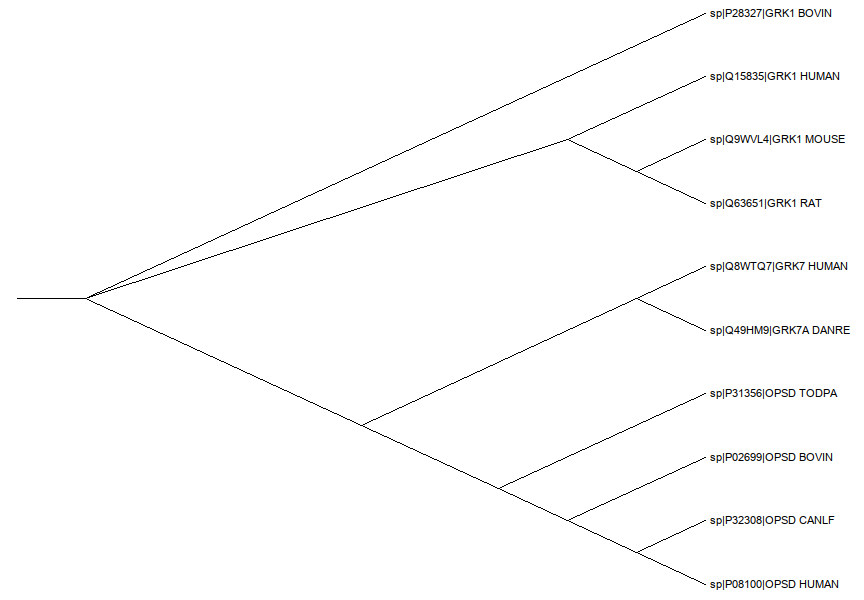 sp|P28327|GRK1 BOVIN
sp|Q15835|GRK1 HUMAN
sp|Q9WVL4|GRK1 MOUSE
sp|Q63651|GRK1 RAT
sp|Q8WTQ7|GRK7 HUMAN
sp|Q49HM9|GRK7A DANRE
sp|P31356|OPSD TODPA
sp|P02699|OPSD BOVIN
sp|P32308|OPSD CANLF
sp|P08100|OPSD HUMAN